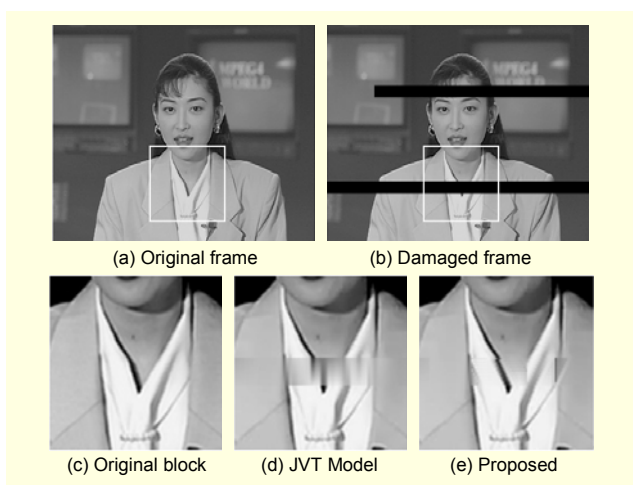 MPEG4
WORLD
MPEG4
WORLD
(a) Original frame
(b) Damaged frame
(c) Original block
(d) JVT Model
(e) Proposed